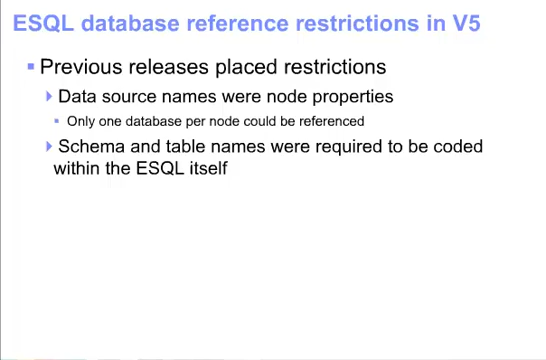 ESQL database reference restrictions in V5
Previous releases placed restrictions
Data source names were node properties
Only one database per node could be referenced
Schema and table names were required to be coded
within the ESQL itself